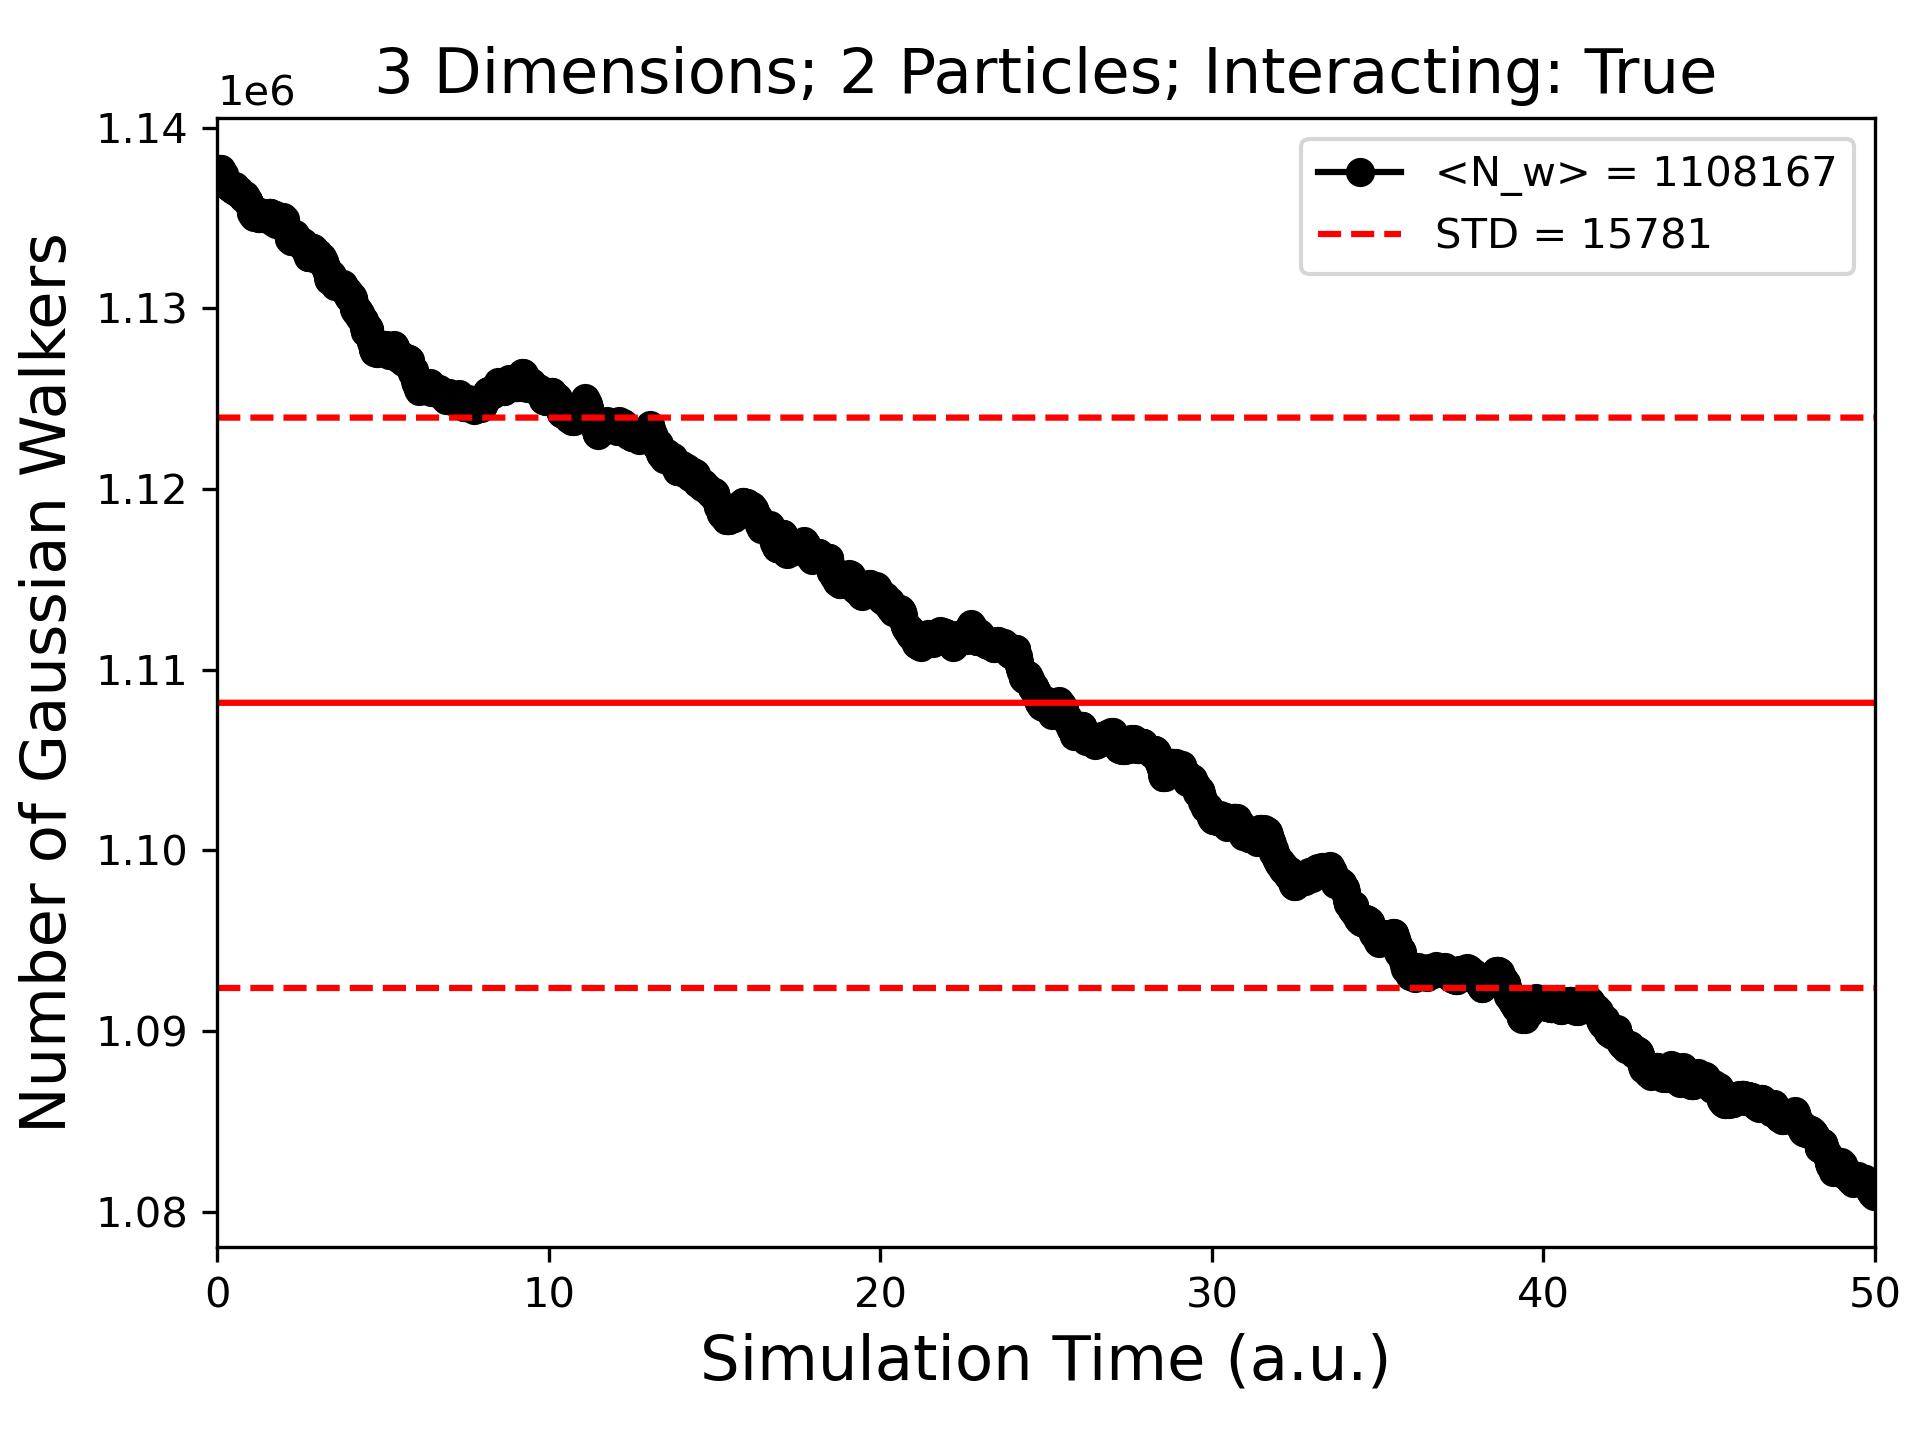 3 Dimensions; 2 Particles; Interacting: True
1e6
1.14
1.13
1.12
1.11
1.10
1.09
1.08
Number of Gaussian Walkers
<N_w> = 1108167
STD = 15781
0 10 20 30 40 50
Simulation Time (a.u.)